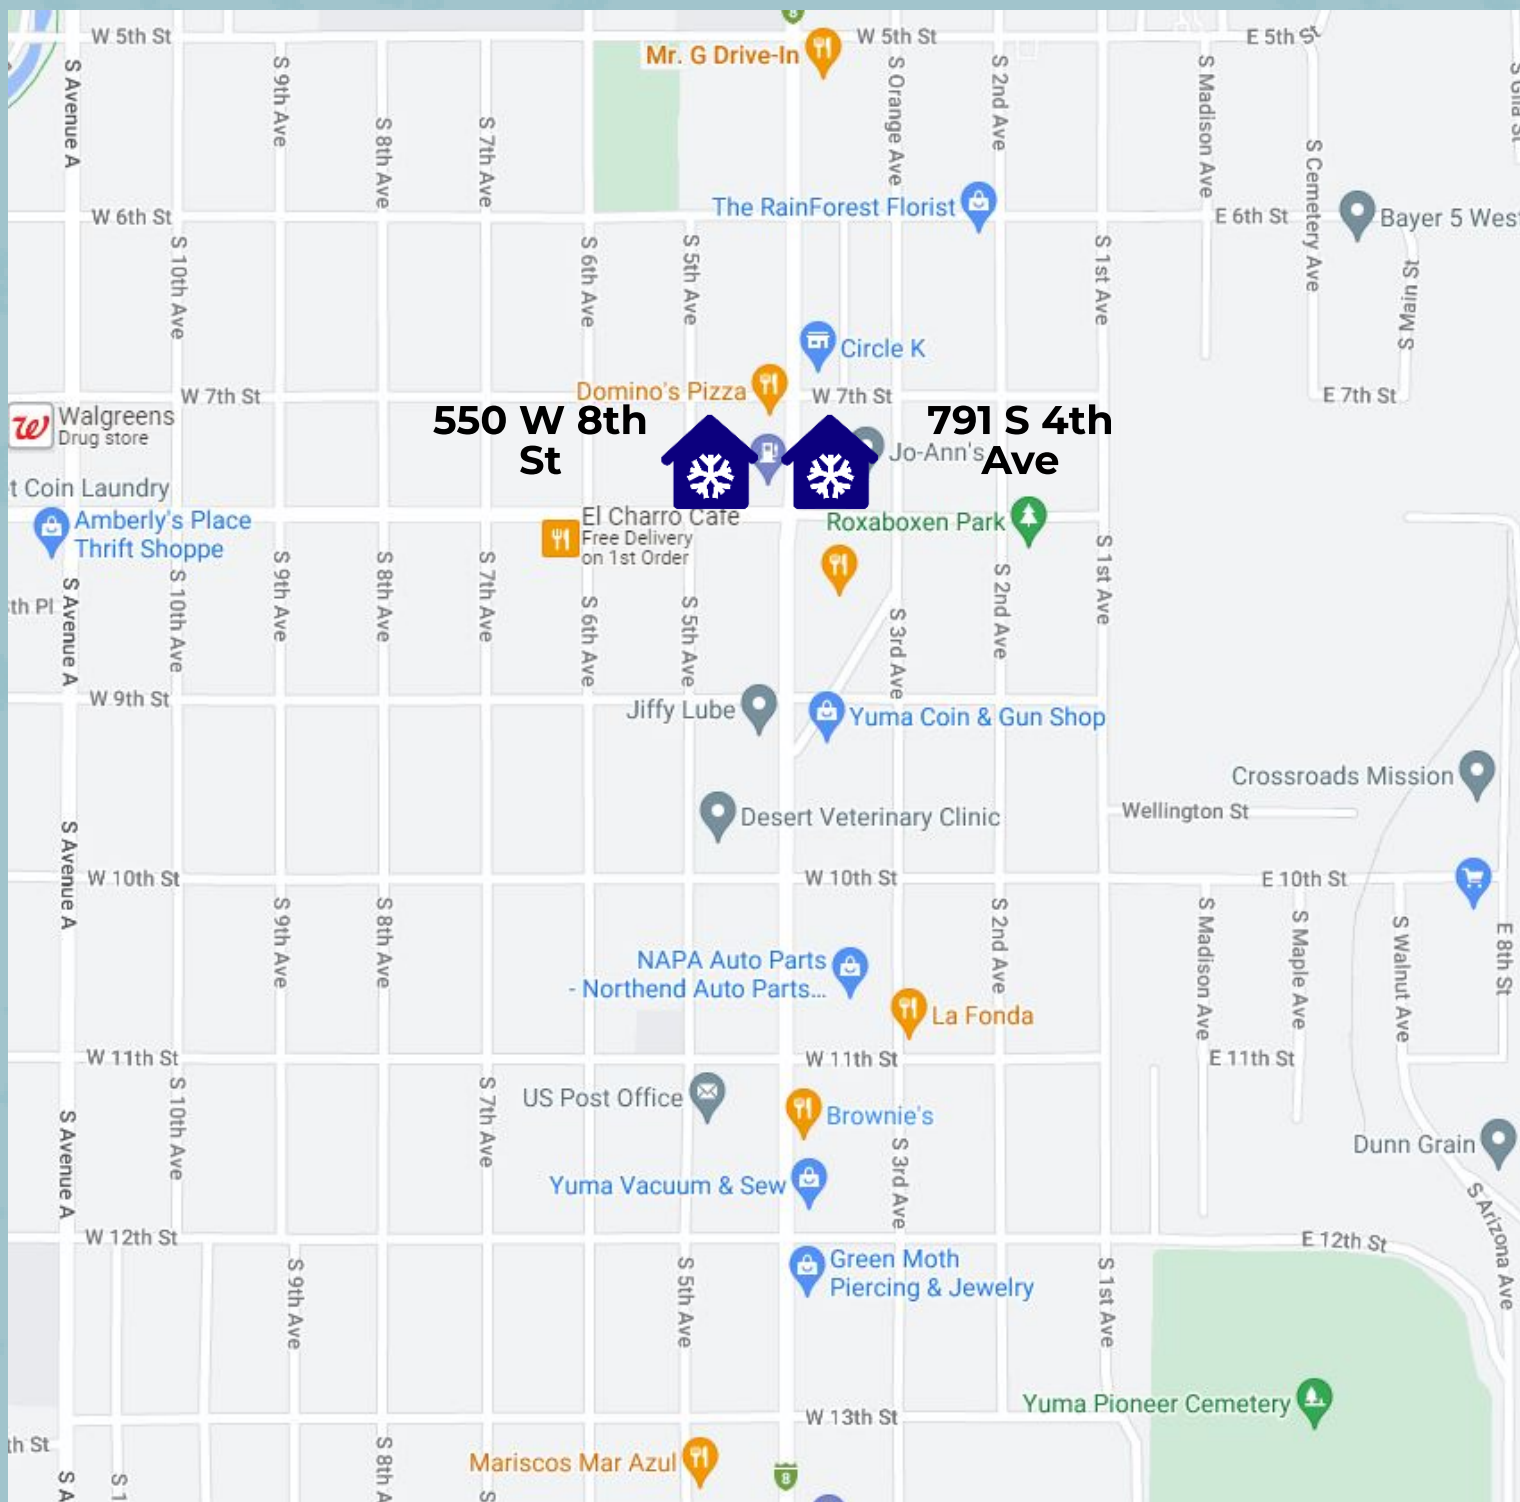 8
W 5th St
Mr. G Drive-In
W 5th St
E 5th St
S Avenue A
S 9th Ave
S 8th Ave
S 7th Ave
S Orange Ave
S 2nd Ave
S Madison Ave
S Cemetery Ave
S Gila St
The RainForest Florist
W 6th St
E 6th St
Bayer 5 West
S 10th Ave
S 6th Ave
S 5th Ave
S 1st Ave
S Main St
Circle K
Domino's Pizza
W 7th St
W 7th St
E 7th St
Walgreens
Drug store
550 W 8th
St
791 S 4th
Ave
Jo-Ann's
t Coin Laundry
Amberly's Place
Thrift Shoppe
El Charro Cafe
Free Delivery
on 1st Order
Roxaboxen Park
th Pl
S Avenue A
S 10th Ave
S 9th Ave
S 8th Ave
S 7th Ave
S 6th Ave
S 5th Ave
S 3rd Ave
S 2nd Ave
S 1st Ave
W 9th St
Jiffy Lube
Yuma Coin & Gun Shop
Crossroads Mission
Desert Veterinary Clinic
Wellington St
S Avenue A
W 10th St
W 10th St
E 10th St
S 9th Ave
S 8th Ave
S 2nd Ave
S Madison Ave
S Maple Ave
S Walnut Ave
E 8th St
NAPA Auto Parts
- Northend Auto Parts...
La Fonda
W 11th St
W 11th St
E 11th St
US Post Office
Brownie's
Dunn Grain
S Avenue A
S 10th Ave
S 7th Ave
S 3rd Ave
Yuma Vacuum & Sew
S Arizona Ave
W 12th St
E 12th St
Green Moth
Piercing & Jewelry
S 9th Ave
S 5th Ave
S 1st Ave
Yuma Pioneer Cemetery
W 13th St
th St
Mariscos Mar Azul
8
S A
S 1
S 8th A
S